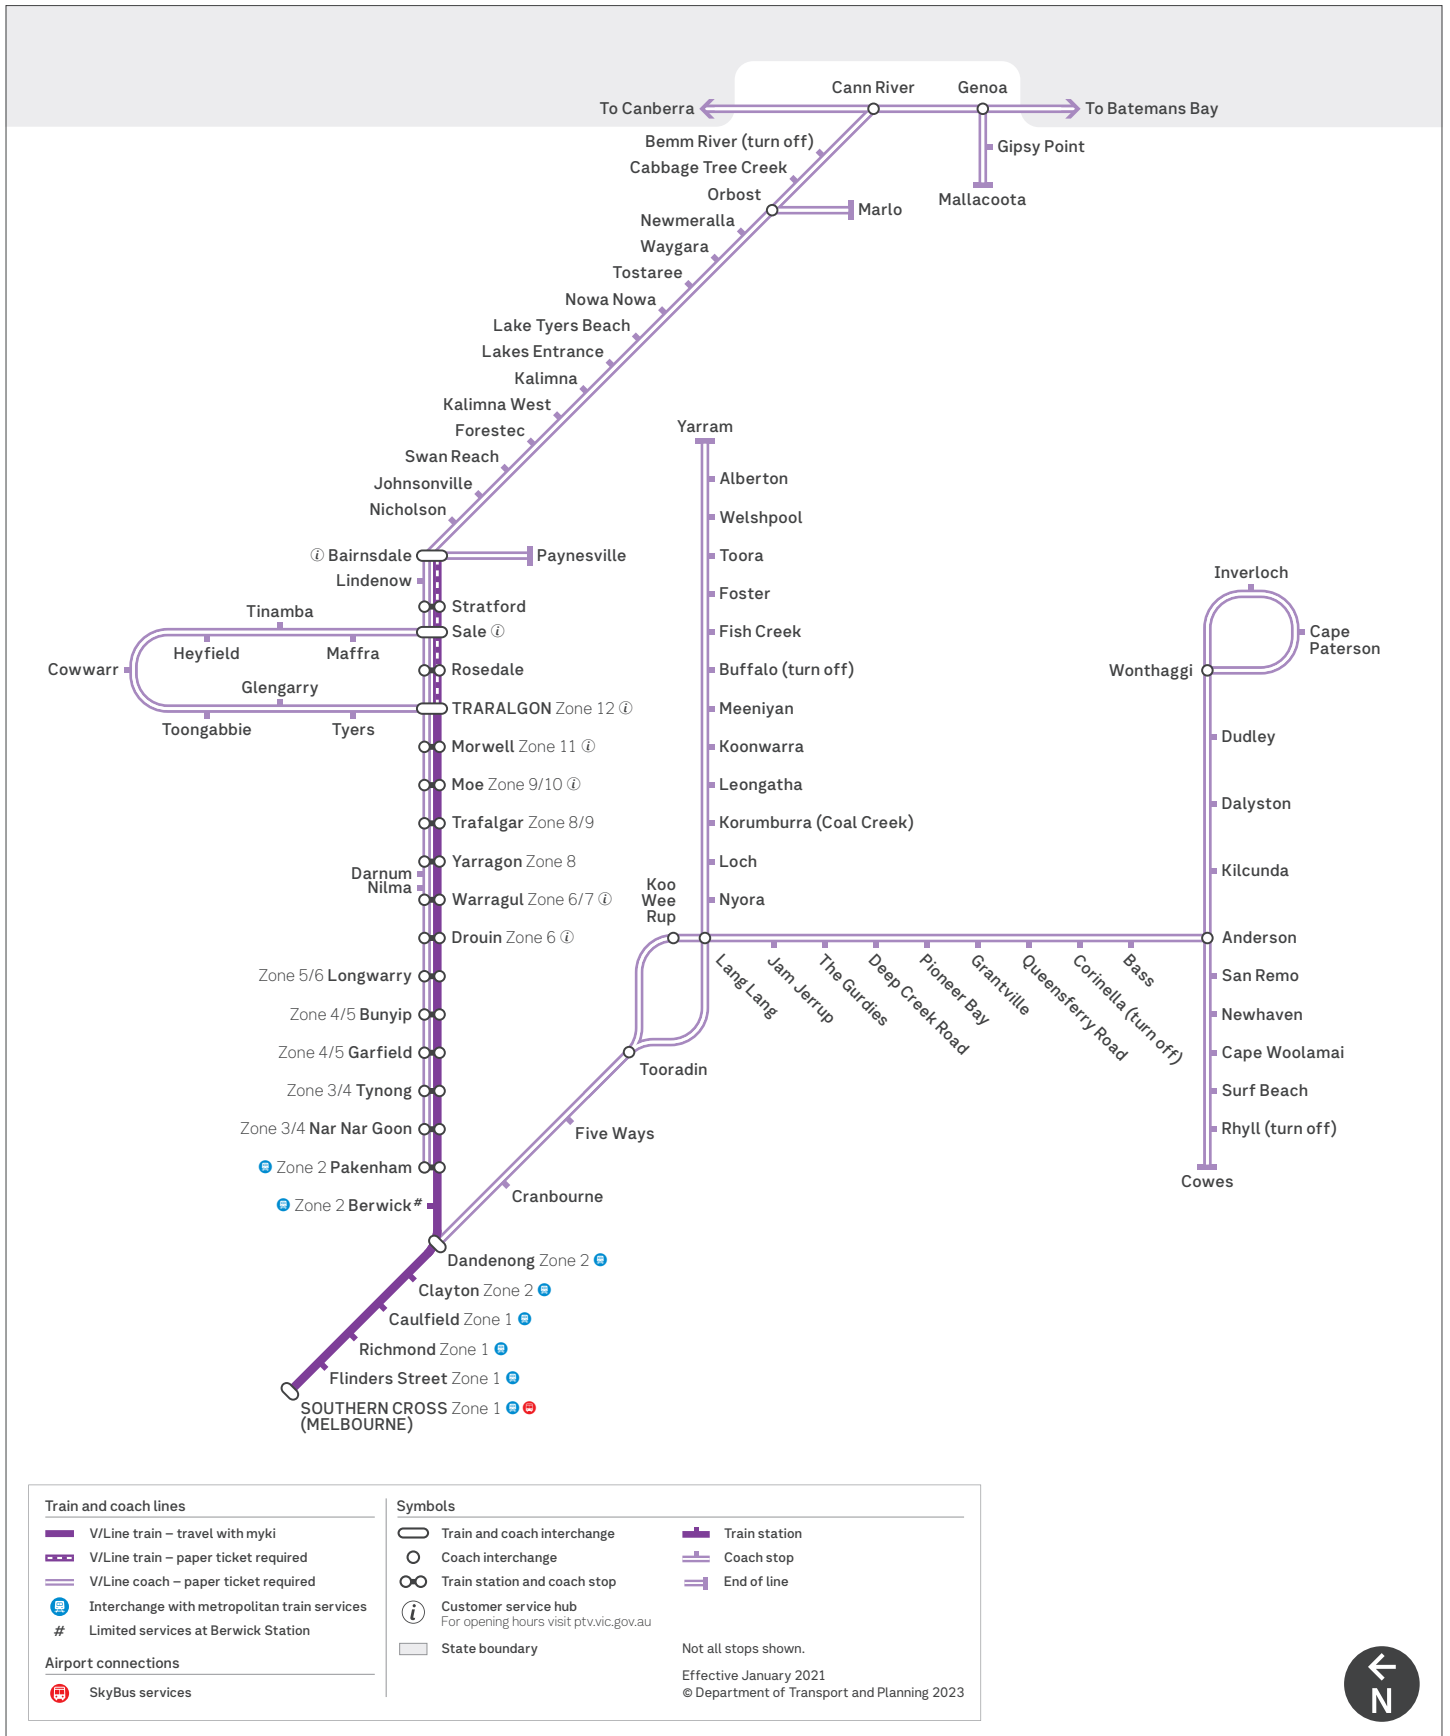 Cann River
Genoa
To Canberra
To Batemans Bay
Bemm River (turn off)
Gipsy Point
Cabbage Tree Creek
Orbost
Mallacoota
Marlo
Newmeralla
Waygara
Tostaree
Nowa Nowa
Lake Tyers Beach
Lakes Entrance
Kalimna
Kalimna West
Forestec
Swan Reach
Johnsonville
Nicholson
i Bairnsdale
Paynesville
Lindenow
Stratford
Tinamba
Sale i
Heyfield
Maffra
Cowwarr
Rosedale
Glengarry
TRARALGON Zone 12 i
Toongabbie
Tyers
Morwell Zone 11 i
Moe Zone 9/10 i
Trafalgar Zone 8/9
Yarragon Zone 8
Darnum
Nilma
Warragul Zone 6/7 i
Drouin Zone 6 i
Zone 5/6 Longwarry
Zone 4/5 Bunyip
Zone 4/5 Garfield
Zone 3/4 Tynong
Zone 3/4 Nar Nar Goon
Zone 2 Pakenham
Zone 2 Berwick#
Dandenong Zone 2
Clayton Zone 2
Caulfield Zone 1
Richmond Zone 1
Flinders Street Zone 1
SOUTHERN CROSS Zone 1
(MELBOURNE)
Yarram
Alberton
Welshpool
Toora
Foster
Fish Creek
Buffalo (turn off)
Meeniyan
Koonwarra
Leongatha
Korumburra (Coal Creek)
Loch
Nyora
Koo
Wee
Rup
Lang Lang
Jam Jerrup
The Gurdies
Deep Creek Road
Pioneer Bay
Grantville
Queensferry Road
Corinella (turn off)
Bass
Tooradin
Five Ways
Cranbourne
Inverloch
Cape
Paterson
Wonthaggi
Dudley
Dalyston
Kilcunda
Anderson
San Remo
Newhaven
Cape Woolamai
Surf Beach
Rhyll (turn off)
Cowes
Train and coach lines
V/Line train – travel with myki
V/Line train – paper ticket required
V/Line coach – paper ticket required
Interchange with metropolitan train services
# Limited services at Berwick Station
Airport connections
SkyBus services
Symbols
Train and coach interchange
Coach interchange
Train station and coach stop
i Customer service hub
For opening hours visit ptv.vic.gov.au
State boundary
Train station
Coach stop
End of line
Not all stops shown.
Effective January 2021
© Department of Transport and Planning 2023
N